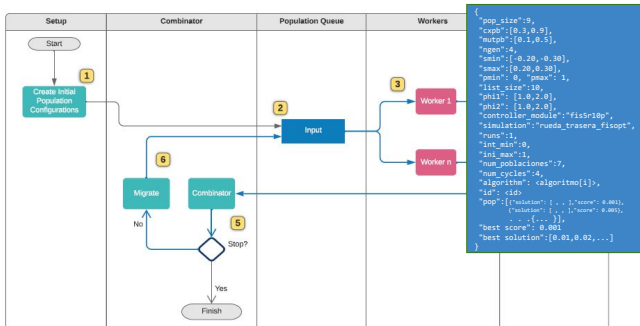 Setup
Combinator
Population Queue
Workers
Start
1
Create Initial
Population
Configurations
2
Input
3
Worker 1
Worker n
6
Migrate
Combinator
5
No
Stop?
Yes
Finish
{
"pop_size":9,
"cxpb":[0.3,0.9],
"mutpb":[0.1,0.5],
"ngen":4,
"smin":[-0.20,-0.30],
"smax":[0.20,0.30],
"pmin": 0, "pmax": 1,
"list_size":10,
"phi1": [1.0,2.0],
"phi2": [1.0,2.0],
"controller_module":"fis5r10p",
"simulation":"rueda_trasera_fisopt",
"runs":1,
"int_min":0,
"ini_max":1,
"num_poblaciones":7,
"num_cycles":4,
"algorithm": <algoritmo[i]>,
"id": <id>
"pop":[{"solution": [ , , ],"score": 0.001},
{"solution": [ , , ],"score": 0.005},
. . .{... }],
"best score": 0.001
"best solution":[0.01,0.02,...]
}